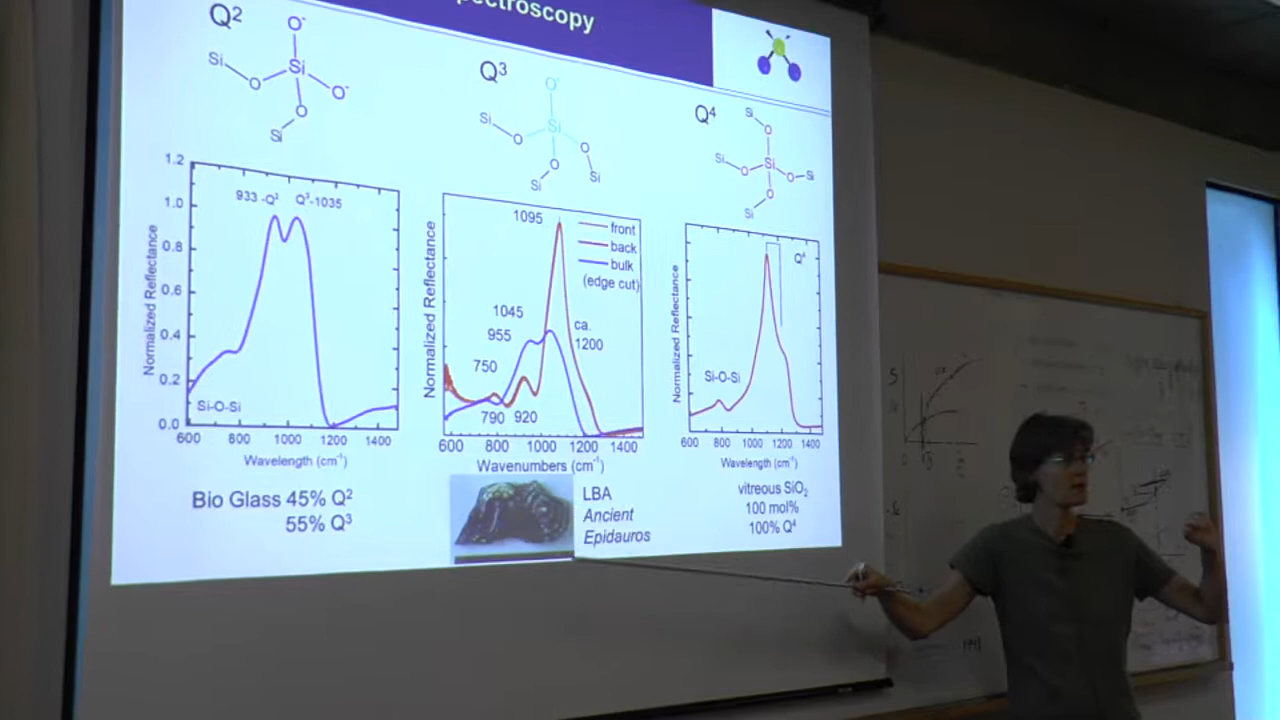 pectroscopy
Q2
O-
Si
Si
O
O-
O
Si
Q3
O-
Si
Si
O
O
O
Si
Si
Q4
Si
O
Si
O
Si
O
Si
O
Si
1.2
1.0
0.8
0.6
0.4
0.2
0.0
Normalized Reflectance
933 -Q2 Q3-1035
Si-O-Si
600 800 1000 1200 1400
Wavelength (cm-1)
Bio Glass 45% Q2
55% Q3
Normalized Reflectance
1095
front
back
bulk
(edge cut)
1045
955
750
ca.
1200
790 920
600 800 1000 1200 1400
Wavenumbers (cm-1)
LBA
Ancient
Epidauros
Normalized Reflectance
Q4
Si-O-Si
600 800 1000 1200 1400
Wavelength (cm-1)
vitreous SiO2
100 mol%
100% Q4